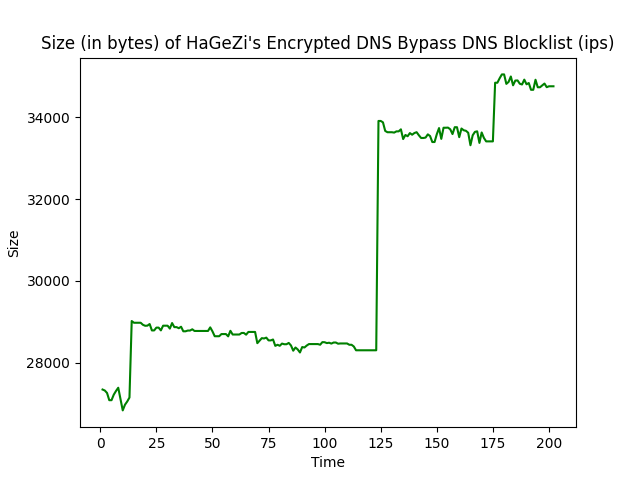 Size (in bytes) of HaGeZi's Encrypted DNS Bypass DNS Blocklist (ips)
34000
32000
30000
28000
Size
0 25 50 75 100 125 150 175 200
Time